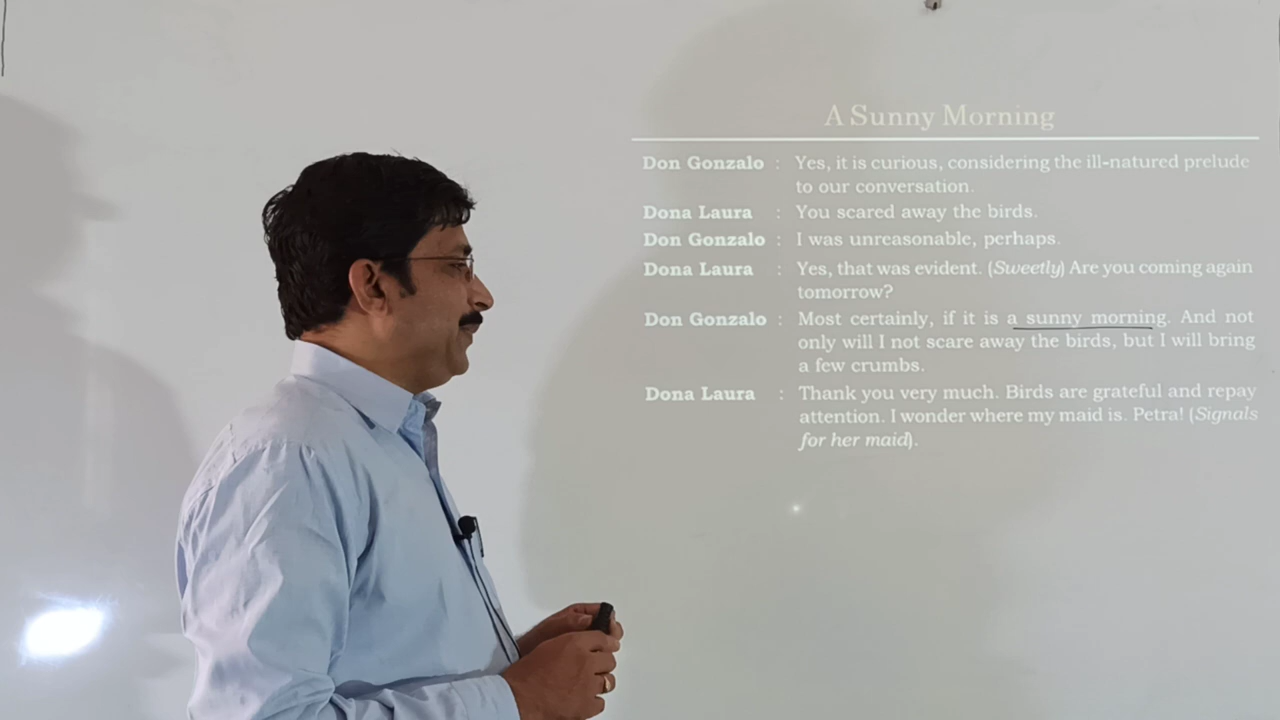 A Sunny Morning
Don Gonzalo : Yes, it is curious, considering the ill-natured prelude
to our conversation.
Dona Laura : You scared away the birds.
Don Gonzalo : I was unreasonable, perhaps.
Dona Laura : Yes, that was evident. (Sweetly) Are you coming again
tomorrow?
Don Gonzalo : Most certainly, if it is a sunny morning. And not
only will I not scare away the birds, but I will bring
a few crumbs.
Dona Laura : Thank you very much. Birds are grateful and repay
attention. I wonder where my maid is. Petra! (Signals
for her maid).